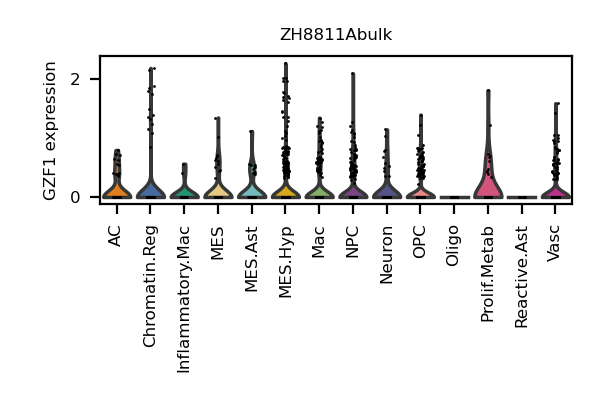 ZH8811Abulk
GZF1 expression
2
0
AC
Chromatin.Reg
Inflammatory.Mac
MES
MES.Ast
MES.Hyp
Mac
NPC
Neuron
OPC
Oligo
Prolif.Metab
Reactive.Ast
Vasc